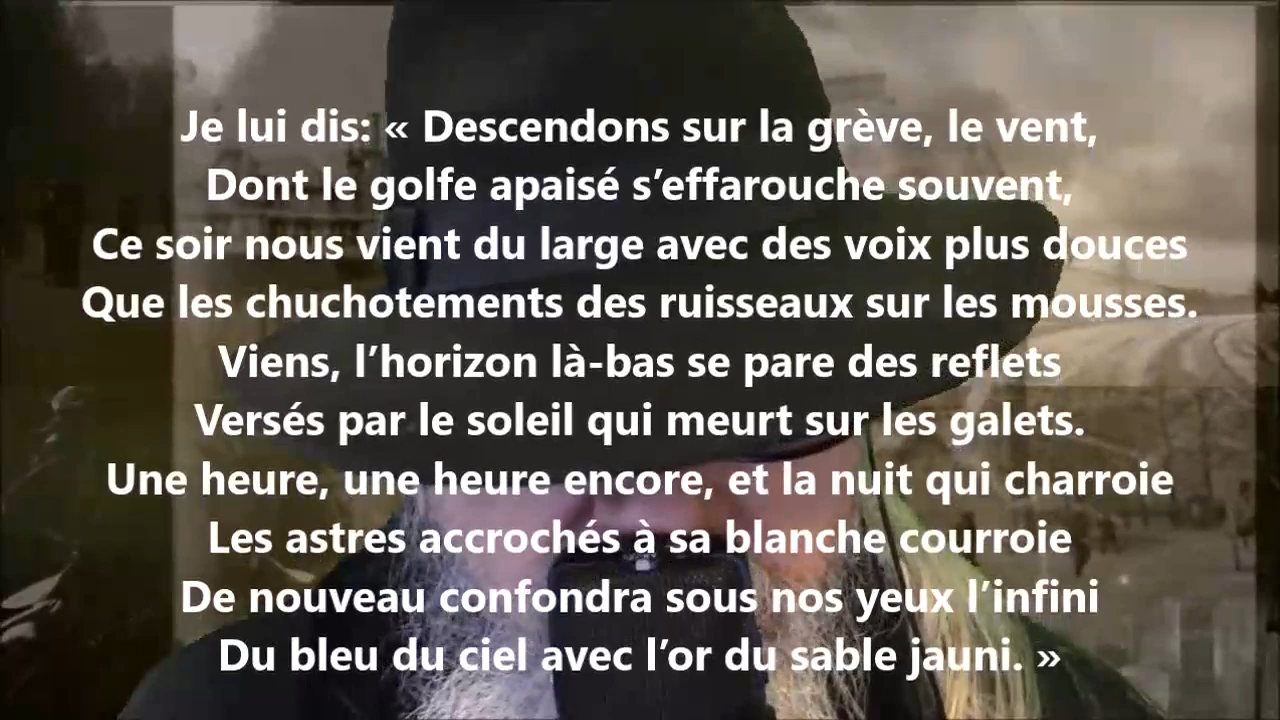 Je lui dis: « Descendons sur la grève, le vent,
Dont le golfe apaisé s’effarouche souvent,
Ce soir nous vient du large avec des voix plus douces
Que les chuchotements des ruisseaux sur les mousses.
Viens, l’horizon là-bas se pare des reflets
Versés par le soleil qui meurt sur les galets.
Une heure, une heure encore, et la nuit qui charroie
Les astres accrochés à sa blanche courroie
De nouveau confondra sous nos yeux l’infini
Du bleu du ciel avec l’or du sable jauni. »